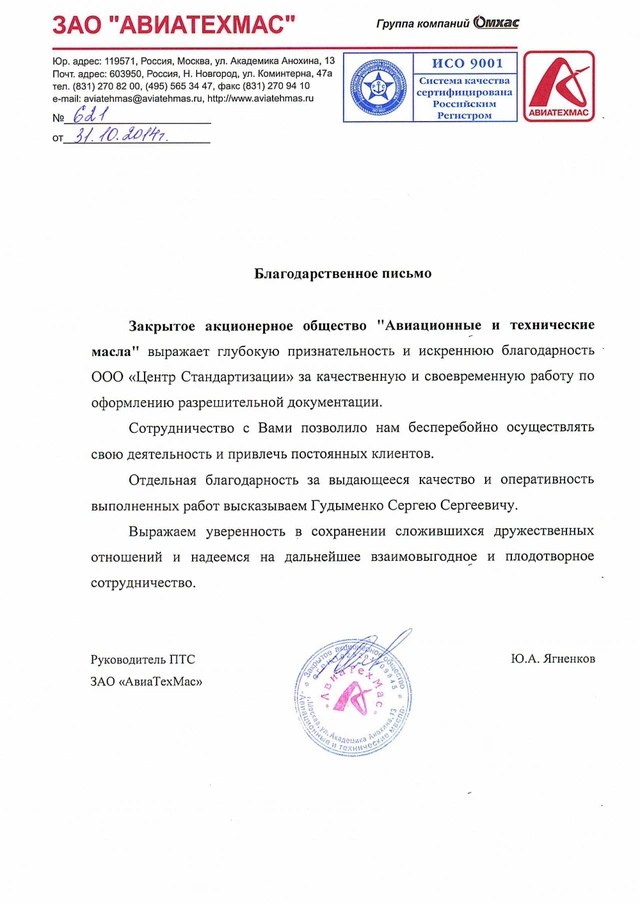 ЗАО "АВИАТЕХМАС"
Группа компаний Омхас
Юр. адрес: 119571, Россия, Москва, ул. Академика Анохина, 13
Почт. адрес: 603950, Россия, Н. Новгород, ул. Коминтерна, 47а
тел. (831) 270 82 00, (495) 565 34 47, факс (831) 270 94 10
e-mail: aviatehmas@aviatehmas.ru, http://www.aviatehmas.ru
№ 621
от 31.10.2014г.
ИСО 9001
Система качества
сертифицирована
Российским
Регистром
АВИАТЕХМАС
Благодарственное письмо
Закрытое акционерное общество "Авиационные и технические
масла" выражает глубокую признательность и искреннюю благодарность
ООО «Центр Стандартизации» за качественную и своевременную работу по
оформлению разрешительной документации.
Сотрудничество с Вами позволило нам бесперебойно осуществлять
свою деятельность и привлечь постоянных клиентов.
Отдельная благодарность за выдающееся качество и оперативность
выполненных работ высказываем Гудыменко Сергею Сергеевичу.
Выражаем уверенность в сохранении сложившихся дружественных
отношений и надеемся на дальнейшее взаимовыгодное и плодотворное
сотрудничество.
Руководитель ПТС
ЗАО «АвиаТехМас»
Ю.А. Ягненков
Закрытое акционерное общество
"Авиационные и технические масла"
г.Москва, ул. Академика Анохина, 13
"АвиаТехМас"